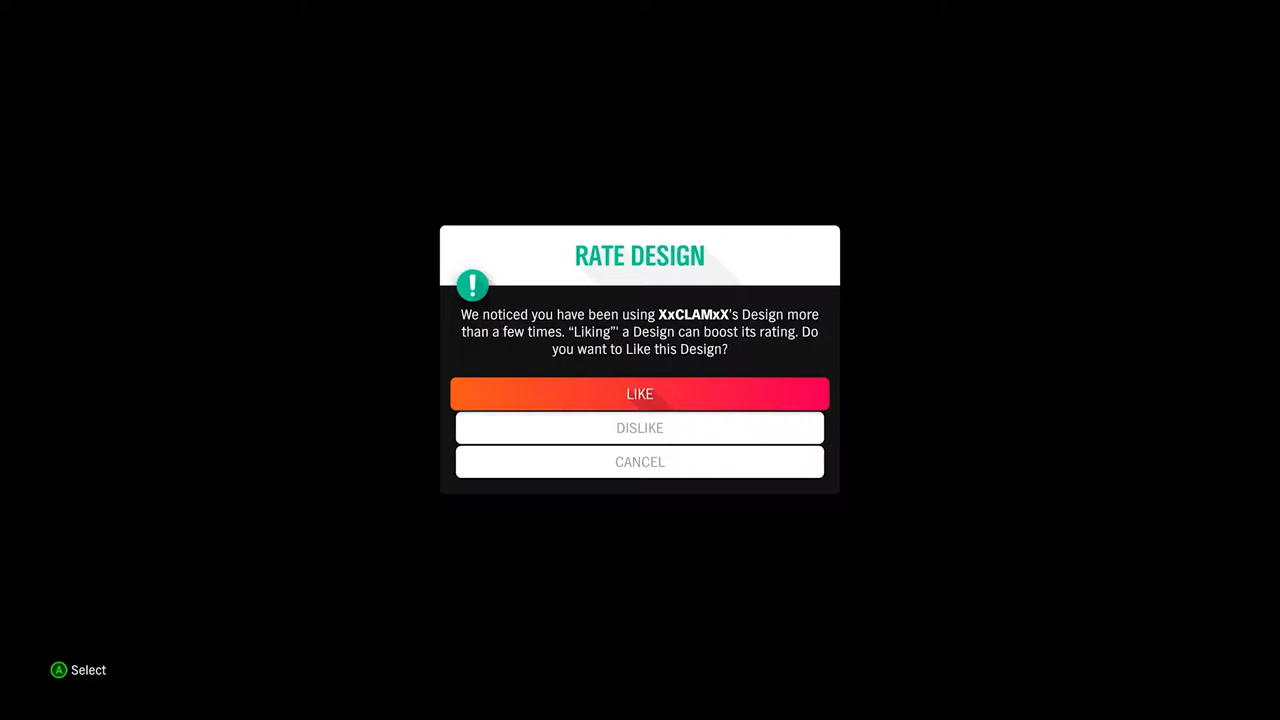 RATE DESIGN
!
We noticed you have been using XxCLAMxX's Design more
than a few times. “Liking”' a Design can boost its rating. Do
you want to Like this Design?
LIKE
DISLIKE
CANCEL
A Select